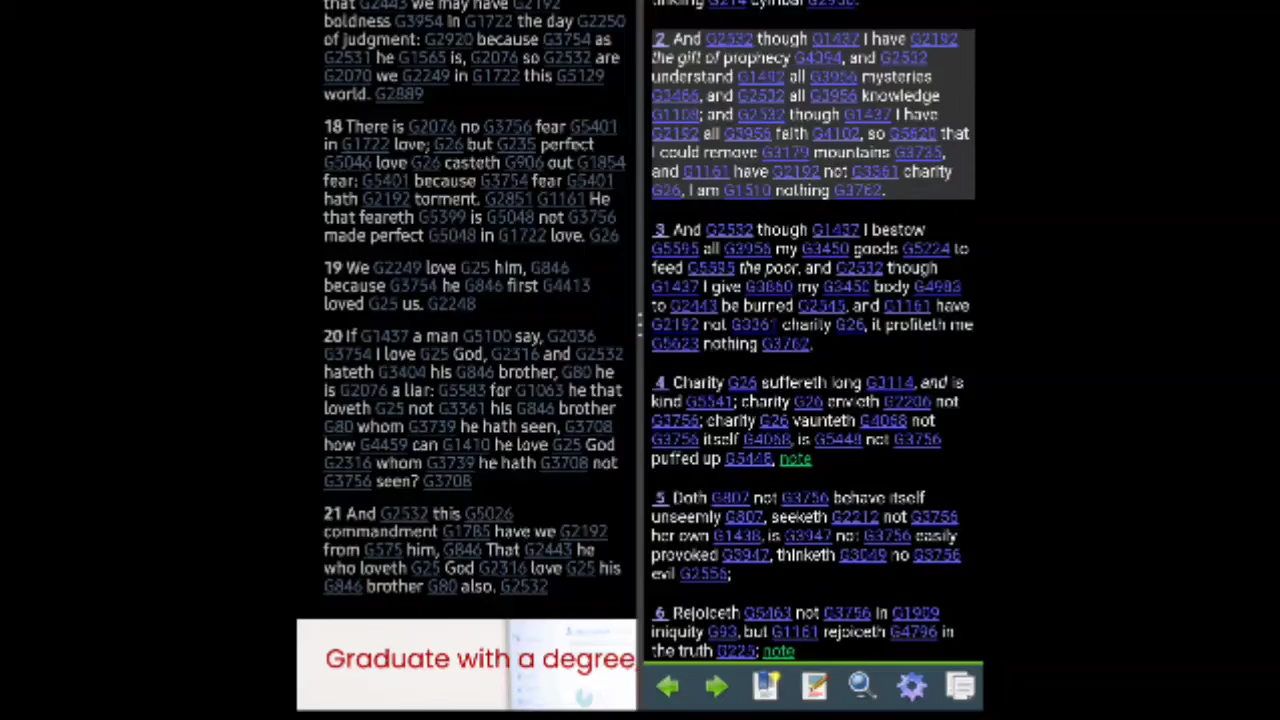 that G2443 we may have G2192
boldness G3954 in G1722 the day G2250
of judgment: G2920 because G3754 as
G2531 he G1565 is, G2076 so G2532 are
G2070 we G2249 in G1722 this G5129
world. G2889
18 There is G2076 no G3756 fear G5401
in G1722 love; G26 but G235 perfect
G5046 love G26 casteth G906 out G1854
fear: G5401 because G3754 fear G5401
hath G2192 torment. G2851 G1161 He
that feareth G5399 is G5048 not G3756
made perfect G5048 in G1722 love. G26
19 We G2249 love G25 him, G846
because G3754 he G846 first G4413
loved G25 us. G2248
20 If G1437 a man G5100 say, G2036
G3754 I love G25 God, G2316 and G2532
hateth G3404 his G846 brother, G80 he
is G2076 a liar: G5583 for G1063 he that
loveth G25 not G3361 his G846 brother
G80 whom G3739 he hath seen, G3708
how G4459 can G1410 he love G25 God
G2316 whom G3739 he hath G3708 not
G3756 seen? G3708
21 And G2532 this G5026
commandment G1785 have we G2192
from G575 him, G846 That G2443 he
who loveth G25 God G2316 love G25 his
G846 brother G80 also. G2532
Graduate with a degree,
tinkling G214 cymbal G2950.
2 And G2532 though G1437 I have G2192
the gift of prophecy G4394, and G2532
understand G1492 all G3956 mysteries
G3466, and G2532 all G3956 knowledge
G1108; and G2532 though G1437 I have
G2192 all G3956 faith G4102, so G5620 that
I could remove G3179 mountains G3735,
and G1161 have G2192 not G3361 charity
G26, I am G1510 nothing G3762.
3 And G2532 though G1437 I bestow
G5595 all G3956 my G3450 goods G5224 to
feed G5595 the poor, and G2532 though
G1437 I give G3860 my G3450 body G4983
to G2443 be burned G2545, and G1161 have
G2192 not G3361 charity G26, it profiteth me
G5623 nothing G3762.
4 Charity G26 suffereth long G3114, and is
kind G5541; charity G26 envieth G2206 not
G3756; charity G26 vaunteth G4068 not
G3756 itself G4068, is G5448 not G3756
puffed up G5448, note
5 Doth G807 not G3756 behave itself
unseemly G807, seeketh G2212 not G3756
her own G1438, is G3947 not G3756 easily
provoked G3947, thinketh G3049 no G3756
evil G2556;
6 Rejoiceth G5463 not G3756 in G1909
iniquity G93, but G1161 rejoiceth G4796 in
the truth G225; note